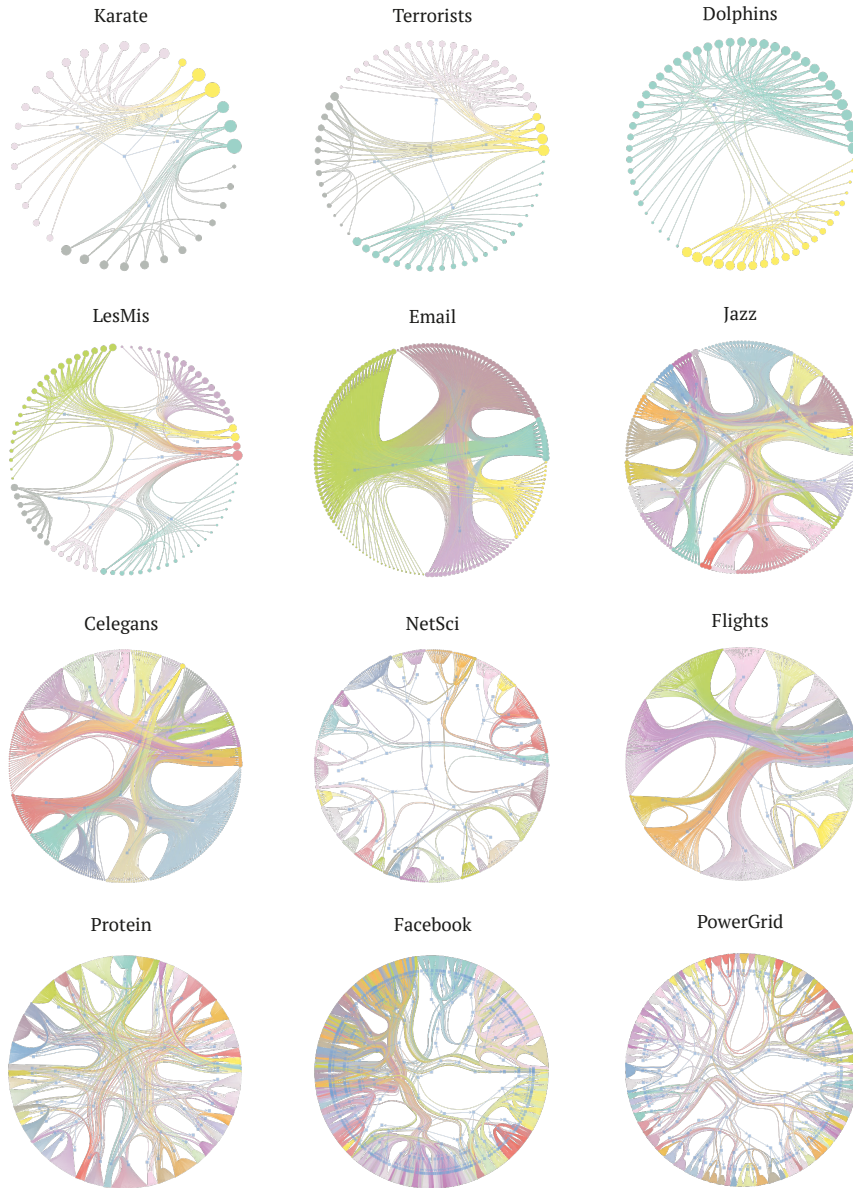 Karate
Terrorists
Dolphins
LesMis
Email
Jazz
Celegans
NetSci
Flights
Protein
Facebook
PowerGrid